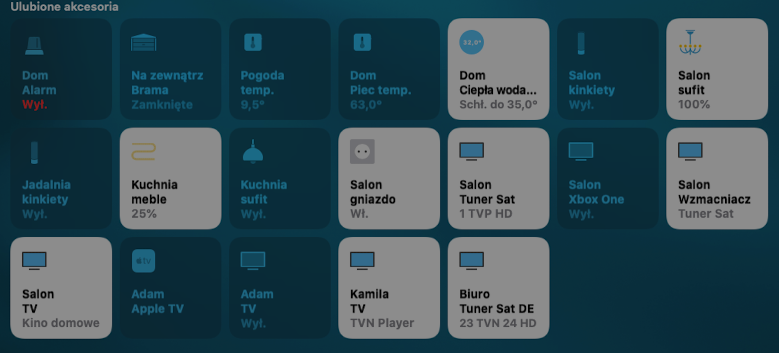 Ulubione akcesoria
Dom
Alarm
Wył.
Na zewnątrz
Brama
Zamknięte
Pogoda
temp.
9,5°
Dom
Piec temp.
63,0°
33,0°
Dom
Ciepła woda...
Schł. do 35,0°
Salon
kinkiety
Wył.
Salon
sufit
100%
Jadalnia
kinkiety
Wył.
Kuchnia
meble
25%
Kuchnia
sufit
Wył.
Salon
gniazdo
Wł.
Salon
Tuner Sat
1 TVP HD
Salon
Xbox One
Wył.
Salon
Wzmacniacz
Tuner Sat
Salon
TV
Kino domowe
tv
Adam
Apple TV
Adam
TV
Wył.
Kamila
TV
TVN Player
Biuro
Tuner Sat DE
23 TVN 24 HD